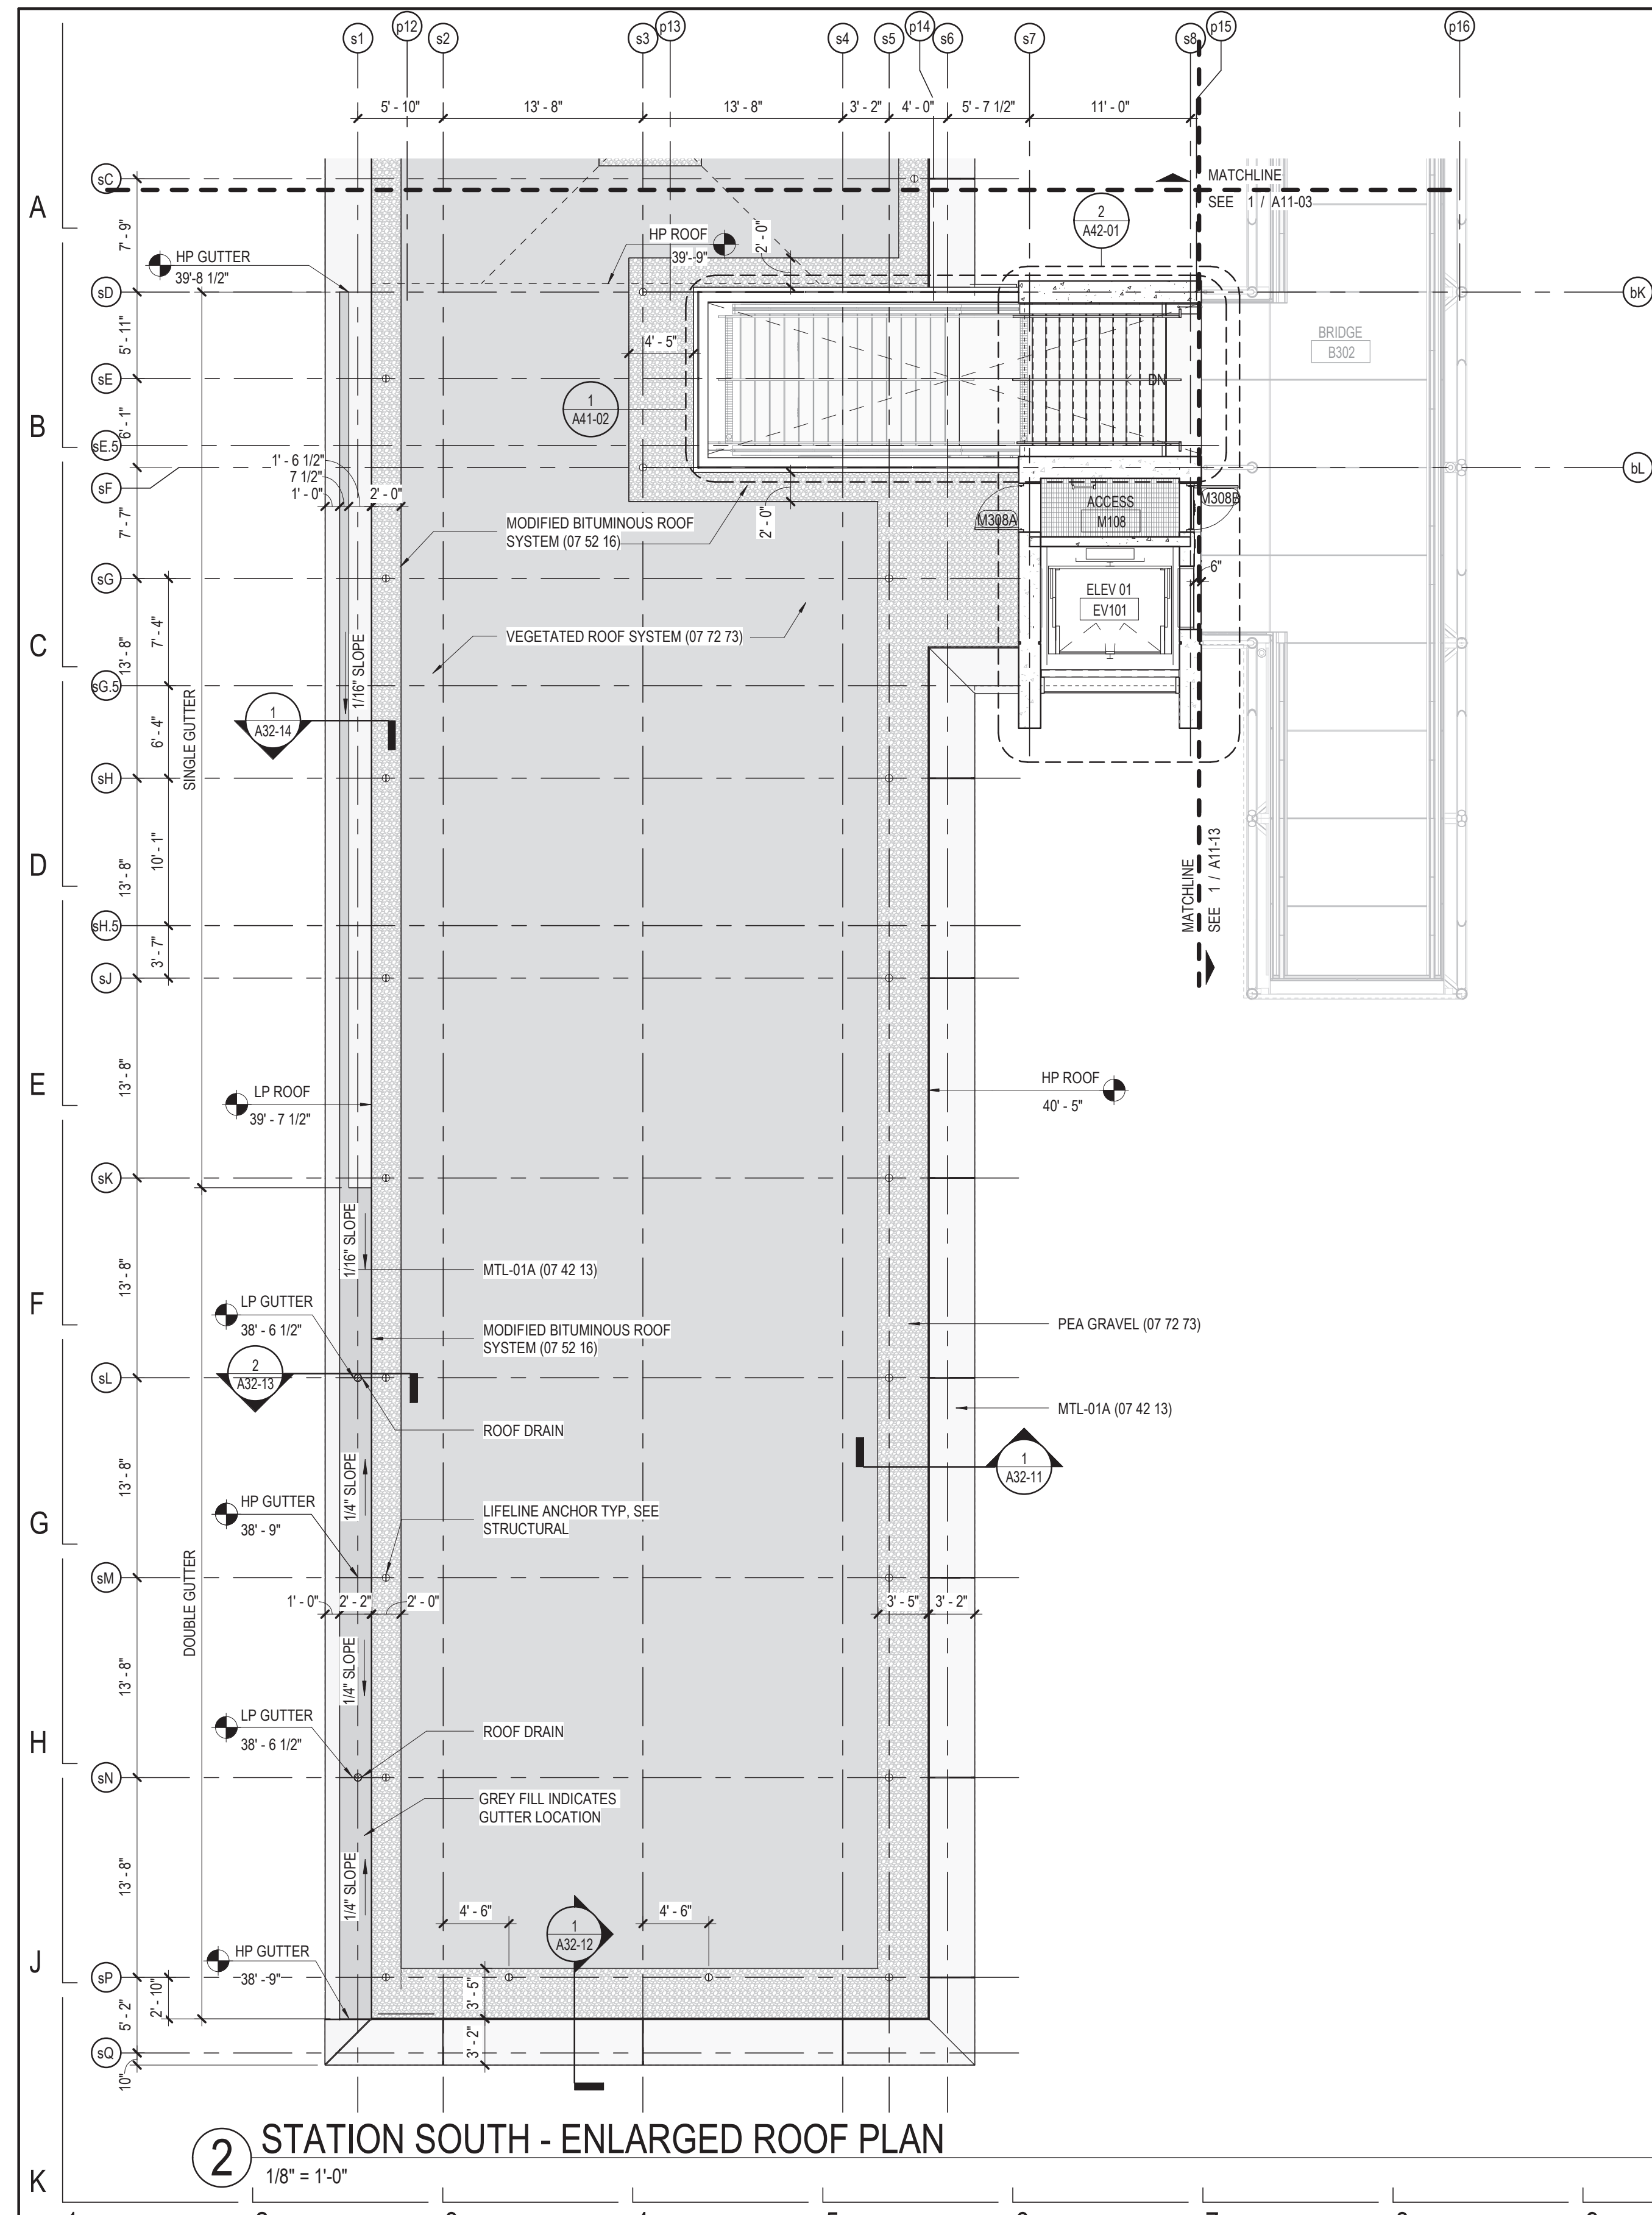 s1
p12
s2
s3
p13
s4
s5
p14
s6
s7
s8
p15
p16
5' - 10"
13' - 8"
13' - 8"
3' - 2"
4' - 0"
5' - 7 1/2"
11' - 0"
A
sC
MATCHLINE
SEE 1 / A11-03
2
A42-01
7' - 9"
HP GUTTER
39'-8 1/2"
HP ROOF
39'-9"
2' - 0"
sD
bK
5' - 11"
4' - 5"
BRIDGE
B302
sE
DN
1
A41-02
B
6' - 1"
sE.5
1' - 6 1/2"
7 1/2"
1' - 0"
2' - 0"
sF
bL
7' - 7"
MODIFIED BITUMINOUS ROOF
SYSTEM (07 52 16)
2' - 0"
M308A
ACCESS
M108
M308B
6"
sG
ELEV 01
EV101
7' - 4"
VEGETATED ROOF SYSTEM (07 72 73)
C
13' - 8"
1/16" SLOPE
sG.5
SINGLE GUTTER
1
A32-14
6' - 4"
sH
D
13' - 8"
10' - 1"
MATCHLINE
SEE 1 / A11-13
sH.5
3' - 7"
sJ
E
13' - 8"
LP ROOF
39' - 7 1/2"
HP ROOF
40' - 5"
sK
1/16" SLOPE
13' - 8"
MTL-01A (07 42 13)
F
LP GUTTER
38' - 6 1/2"
MODIFIED BITUMINOUS ROOF
SYSTEM (07 52 16)
PEA GRAVEL (07 72 73)
2
A32-13
sL
MTL-01A (07 42 13)
ROOF DRAIN
1
A32-11
13' - 8"
1/4" SLOPE
HP GUTTER
38' - 9"
LIFELINE ANCHOR TYP, SEE
STRUCTURAL
G
sM
DOUBLE GUTTER
1' - 0"
2' - 2"
2' - 0"
3' - 5"
3' - 2"
13' - 8"
1/4" SLOPE
LP GUTTER
38' - 6 1/2"
ROOF DRAIN
H
sN
GREY FILL INDICATES
GUTTER LOCATION
13' - 8"
1/4" SLOPE
4' - 6"
4' - 6"
1
A32-12
HP GUTTER
38' - 9"
J
sP
5' - 2"
2' - 10"
3' - 5"
3' - 2"
sQ
10"
2
STATION SOUTH - ENLARGED ROOF PLAN
1/8" = 1'-0"
K